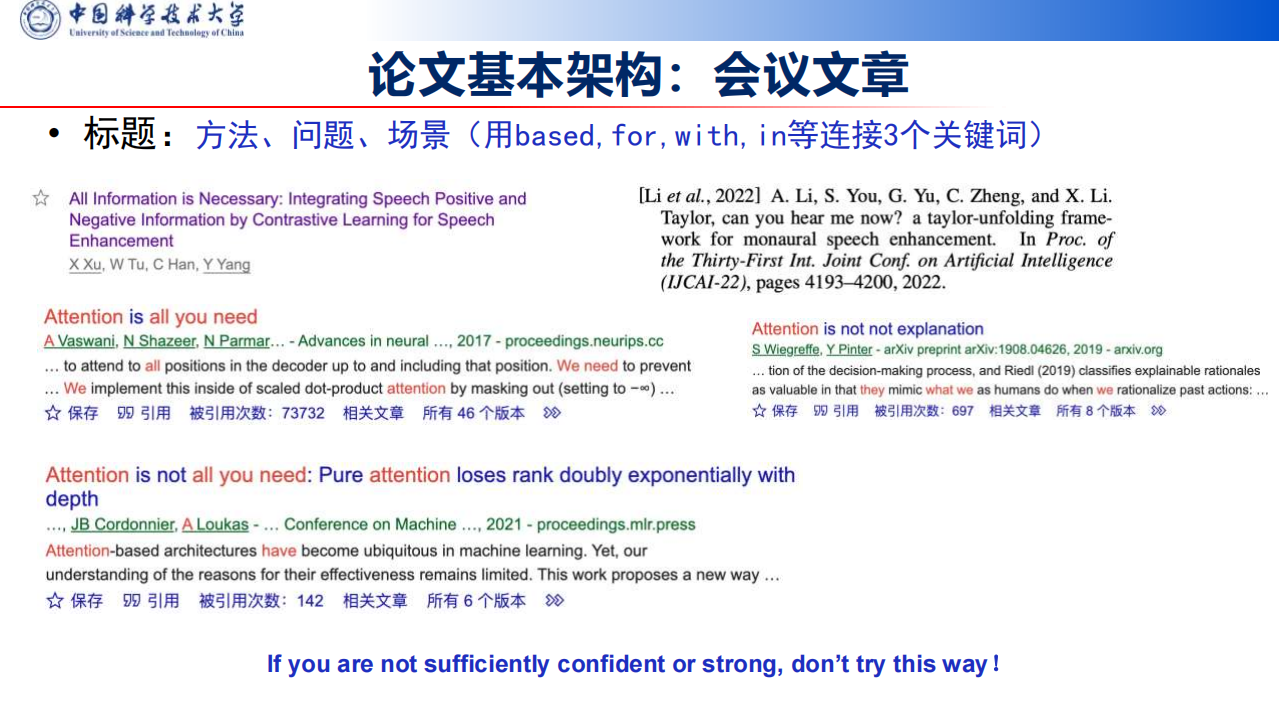 中国科学技术大学
University of Science and Technology of China
论文基本架构：会议文章
• 标题：方法、问题、场景（用based,for,with,in等连接3个关键词）
All Information is Necessary: Integrating Speech Positive and
Negative Information by Contrastive Learning for Speech
Enhancement
X Xu, W Tu, C Han, Y Yang
[Li et al., 2022] A. Li, S. You, G. Yu, C. Zheng, and X. Li.
Taylor, can you hear me now? a taylor-unfolding frame-
work for monaural speech enhancement. In Proc. of
the Thirty-First Int. Joint Conf. on Artificial Intelligence
(IJCAI-22), pages 4193–4200, 2022.
Attention is all you need
A Vaswani, N Shazeer, N Parmar… - Advances in neural …, 2017 - proceedings.neurips.cc
… to attend to all positions in the decoder up to and including that position. We need to prevent
… We implement this inside of scaled dot-product attention by masking out (setting to −∞) …
保存 引用 被引用次数：73732 相关文章 所有 46 个版本
Attention is not not explanation
S Wiegreffe, Y Pinter - arXiv preprint arXiv:1908.04626, 2019 - arxiv.org
… tion of the decision-making process, and Riedl (2019) classifies explainable rationales
as valuable in that they mimic what we as humans do when we rationalize past actions: …
保存 引用 被引用次数：697 相关文章 所有 8 个版本
Attention is not all you need: Pure attention loses rank doubly exponentially with
depth
…, JB Cordonnier, A Loukas - … Conference on Machine …, 2021 - proceedings.mlr.press
Attention-based architectures have become ubiquitous in machine learning. Yet, our
understanding of the reasons for their effectiveness remains limited. This work proposes a new way …
保存 引用 被引用次数：142 相关文章 所有 6 个版本
If you are not sufficiently confident or strong, don’t try this way！